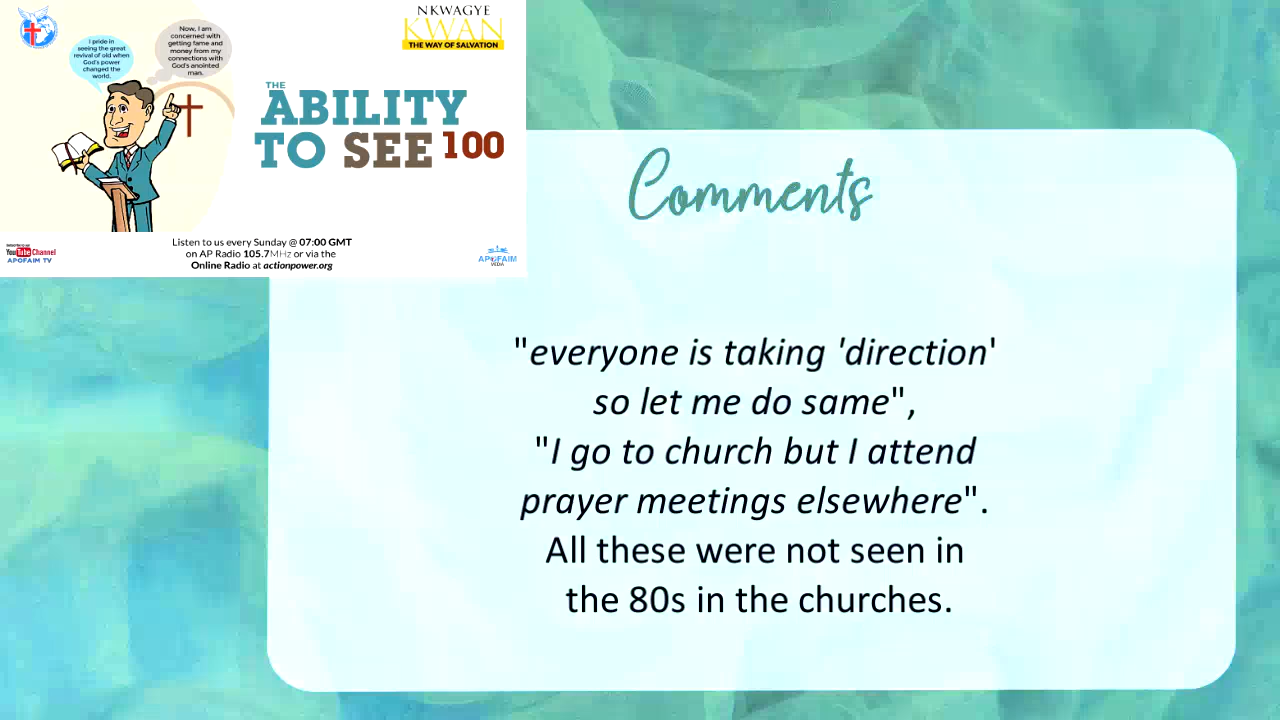 I pride in
seeing the great
revival of old when
God's power
changed the
world.
Now, I am
concerned with
getting fame and
money from my
connections with
God's anointed
man.
NKWAGYE
KWAN
THE WAY OF SALVATION
THE
ABILITY
TO SEE 100
YouTube Channel
APOFAIM TV
Listen to us every Sunday @ 07:00 GMT
on AP Radio 105.7MHz or via the
Online Radio at actionpower.org
APOFAIM
MEDIA
Comments
"everyone is taking 'direction'
so let me do same",
"I go to church but I attend
prayer meetings elsewhere".
All these were not seen in
the 80s in the churches.